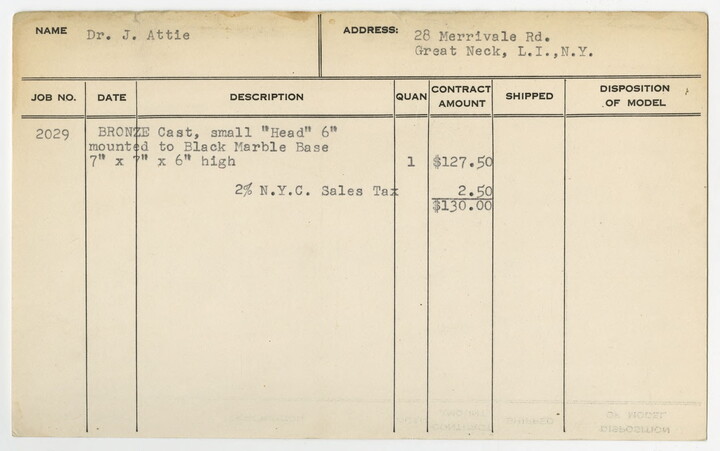 NAME Dr. J. Attie ADDRESS: 28 Merrivale Rd.
Great Neck, L.I.,N.Y.
JOB NO. DATE DESCRIPTION QUAN CONTRACT AMOUNT SHIPPED DISPOSITION OF MODEL
2029 BRONZE Cast, small "Head" 6"
mounted to Black Marble Base
7" x 7" x 6" high 1 $127.50
2% N.Y.C. Sales Tax 2.50
$130.00